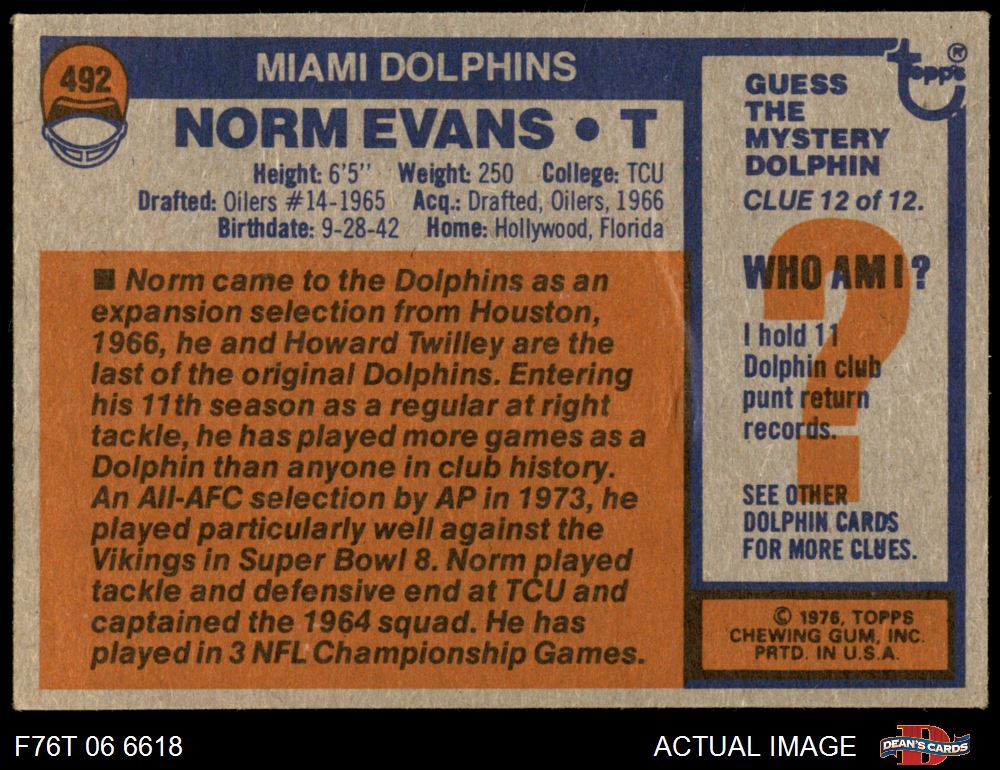 492
MIAMI DOLPHINS
NORM EVANS • T
Height: 6'5'' Weight: 250 College: TCU
Drafted: Oilers #14-1965 Acq.: Drafted, Oilers, 1966
Birthdate: 9-28-42 Home: Hollywood, Florida
■ Norm came to the Dolphins as an
expansion selection from Houston,
1966, he and Howard Twilley are the
last of the original Dolphins. Entering
his 11th season as a regular at right
tackle, he has played more games as a
Dolphin than anyone in club history.
An All-AFC selection by AP in 1973, he
played particularly well against the
Vikings in Super Bowl 8. Norm played
tackle and defensive end at TCU and
captained the 1964 squad. He has
played in 3 NFL Championship Games.
topps ®
GUESS
THE
MYSTERY
DOLPHIN
CLUE 12 of 12.
WHO AM I?
I hold 11
Dolphin club
punt return
records.
SEE OTHER
DOLPHIN CARDS
FOR MORE CLUES.
© 1976, TOPPS
CHEWING GUM, INC.
PRTD. IN U.S.A.
F76T 06 6618
ACTUAL IMAGE
D
DEAN'S CARDS